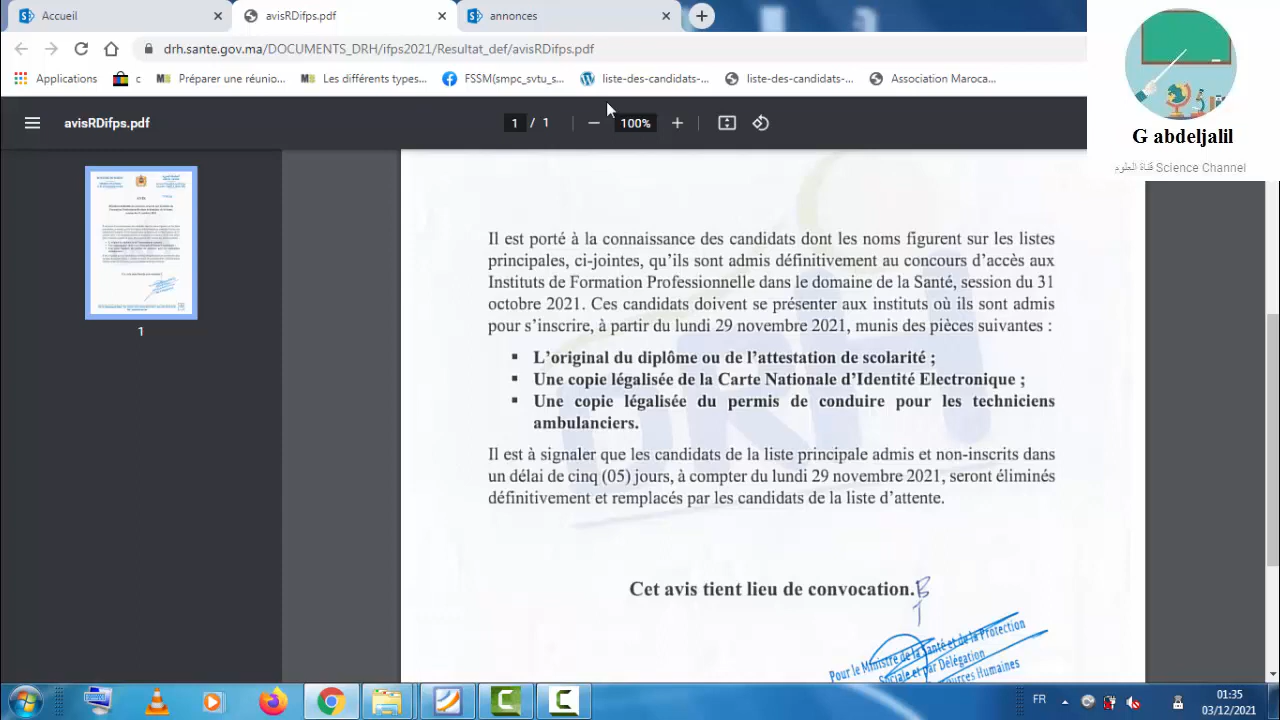 Accueil
avisRDifps.pdf
annonces
drh.sante.gov.ma/DOCUMENTS_DRH/ifps2021/Resultat_def/avisRDifps.pdf
Applications
c
Préparer une réunio...
Les différents types...
FSSM(smpc_svtu_s...
liste-des-candidats-...
liste-des-candidats-...
Association Maroca...
G abdeljalil
قناة العلوم Science Channel
avisRDifps.pdf
1 / 1
100%
1
Il est porté à la connaissance des candidats dont les noms figurent sur les listes
principales, ci-jointes, qu'ils sont admis définitivement au concours d'accès aux
Instituts de Formation Professionnelle dans le domaine de la Santé, session du 31
octobre 2021. Ces candidats doivent se présenter aux instituts où ils sont admis
pour s'inscrire, à partir du lundi 29 novembre 2021, munis des pièces suivantes :
▪ L'original du diplôme ou de l'attestation de scolarité ;
▪ Une copie légalisée de la Carte Nationale d'Identité Electronique ;
▪ Une copie légalisée du permis de conduire pour les techniciens
ambulanciers.
Il est à signaler que les candidats de la liste principale admis et non-inscrits dans
un délai de cinq (05) jours, à compter du lundi 29 novembre 2021, seront éliminés
définitivement et remplacés par les candidats de la liste d'attente.
DRH
Cet avis tient lieu de convocation.
Pour le Ministre de la Santé et de la Protection
Sociale et par Délégation
Humaines
FR
01:35
03/12/2021